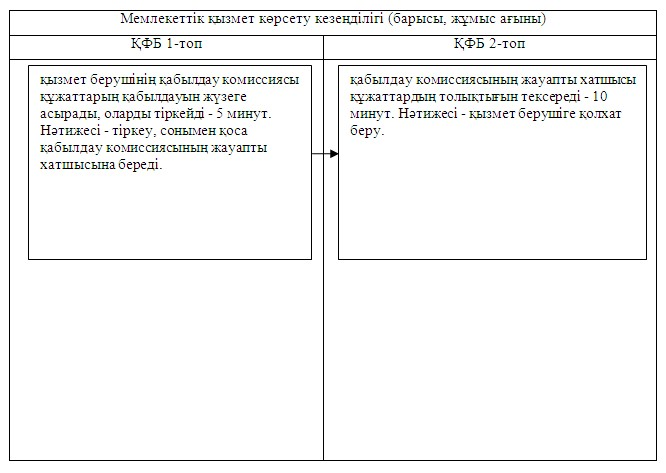 Мемлекеттік қызмет көрсету кезеңділігі (барысы, жұмыс ағыны)
ҚФБ 1-топ
ҚФБ 2-топ
қызмет берушінің қабылдау комиссиясы
құжаттарың қабылдауын жүзеге
асырады, оларды тіркейді - 5 минут.
Нәтижесі - тіркеу, сонымен қоса
қабылдау комиссиясының жауапты
хатшысына береді.
қабылдау комиссиясының жауапты хатшысы
құжаттардың толықтығын тексереді - 10
минут. Нәтижесі - қызмет берушіге қолхат
беру.